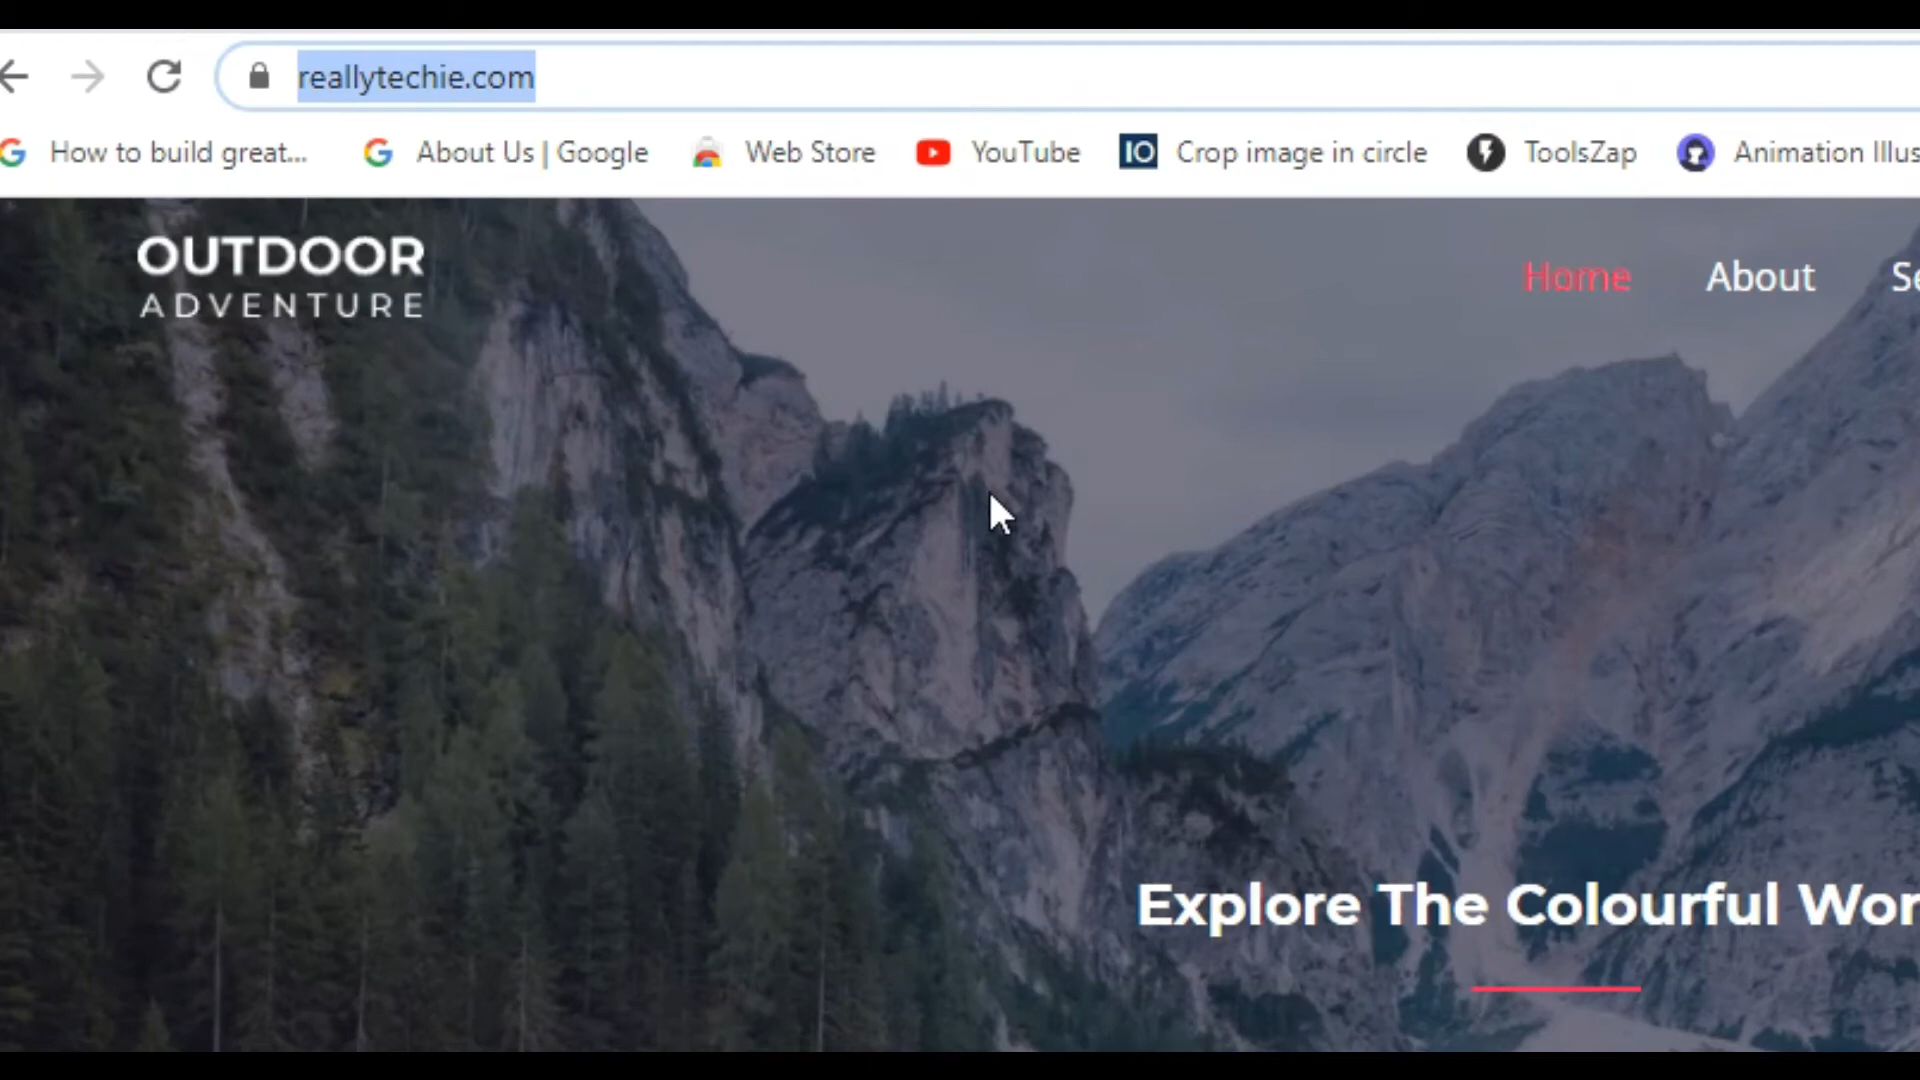 reallytechie.com
How to build great... About Us | Google Web Store YouTube IO Crop image in circle ToolsZap Animation Illus
OUTDOOR
ADVENTURE
Home About Se
Explore The Colourful Wor